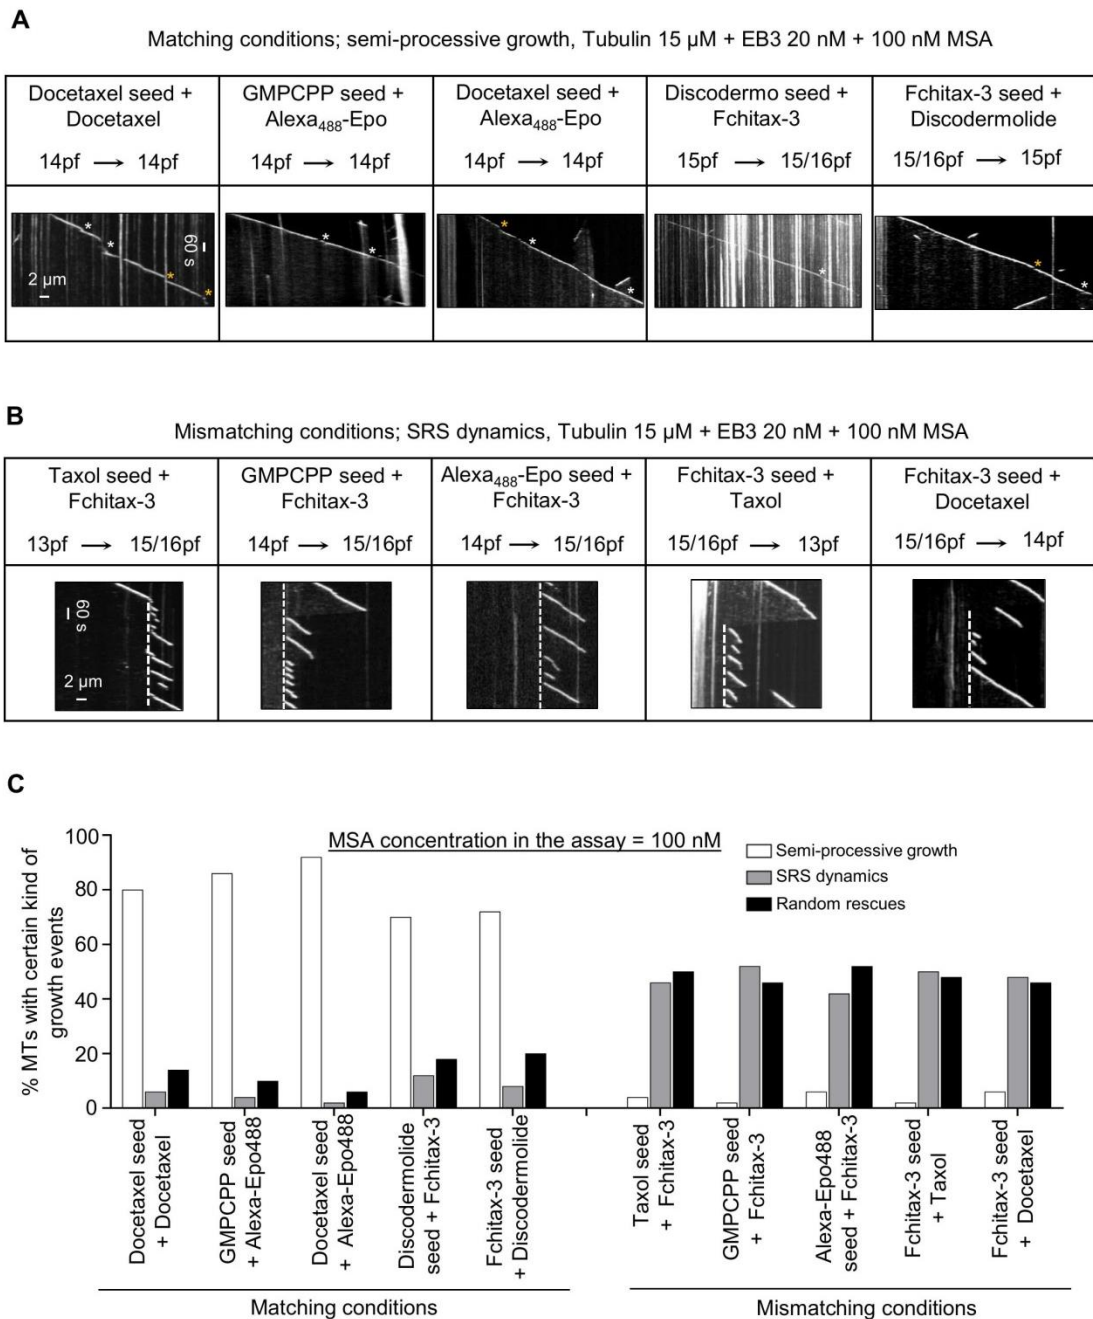 A
Matching conditions; semi-processive growth, Tubulin 15 µM + EB3 20 nM + 100 nM MSA
Docetaxel seed +
Docetaxel
14pf → 14pf
GMPCPP seed +
Alexa488-Epo
14pf → 14pf
Docetaxel seed +
Alexa488-Epo
14pf → 14pf
Discodermo seed +
Fchitax-3
15pf → 15/16pf
Fchitax-3 seed +
Discodermolide
15/16pf → 15pf
* * * *
60 s
2 µm
* *
* * *
*
* *
B
Mismatching conditions; SRS dynamics, Tubulin 15 µM + EB3 20 nM + 100 nM MSA
Taxol seed +
Fchitax-3
13pf → 15/16pf
GMPCPP seed +
Fchitax-3
14pf → 15/16pf
Alexa488-Epo seed +
Fchitax-3
14pf → 15/16pf
Fchitax-3 seed +
Taxol
15/16pf → 13pf
Fchitax-3 seed +
Docetaxel
15/16pf → 14pf
60 s
2 µm
C
MSA concentration in the assay = 100 nM
Semi-processive growth
SRS dynamics
Random rescues
% MTs with certain kind of
growth events
100
80
60
40
20
0
Docetaxel seed
+ Docetaxel
GMPCPP seed
+ Alexa-Epo488
Docetaxel seed
+ Alexa-Epo488
Discodermolide
seed + Fchitax-3
Fchitax-3 seed
+ Discodermolide
Taxol seed
+ Fchitax-3
GMPCPP seed
+ Fchitax-3
Alexa-Epo488
seed + Fchitax-3
Fchitax-3 seed
+ Taxol
Fchitax-3 seed
+ Docetaxel
Matching conditions
Mismatching conditions